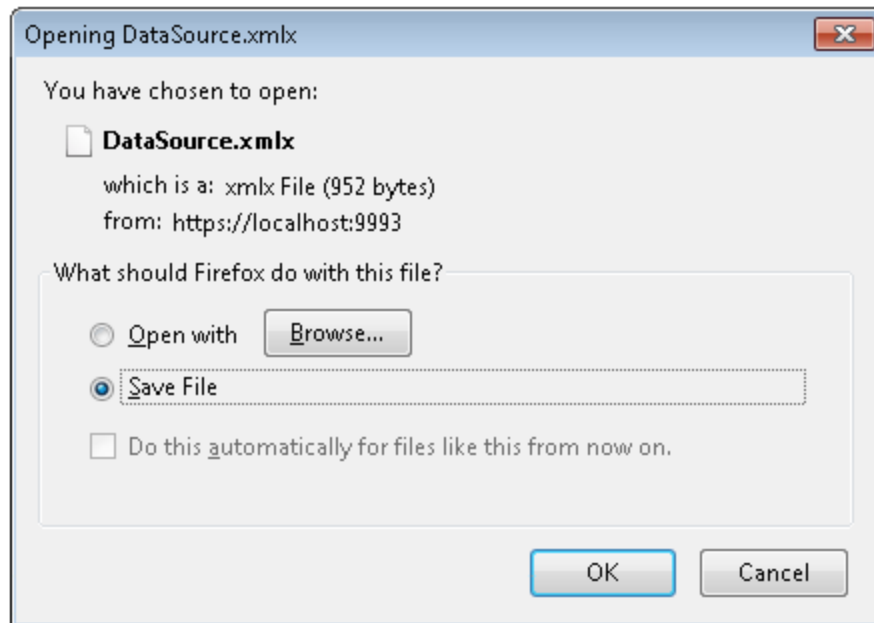 Opening DataSource.xmlx
You have chosen to open:
DataSource.xmlx
which is a: xmlx File (952 bytes)
from: https://localhost:9993
What should Firefox do with this file?
Open with
Browse...
Save File
Do this automatically for files like this from now on.
OK
Cancel